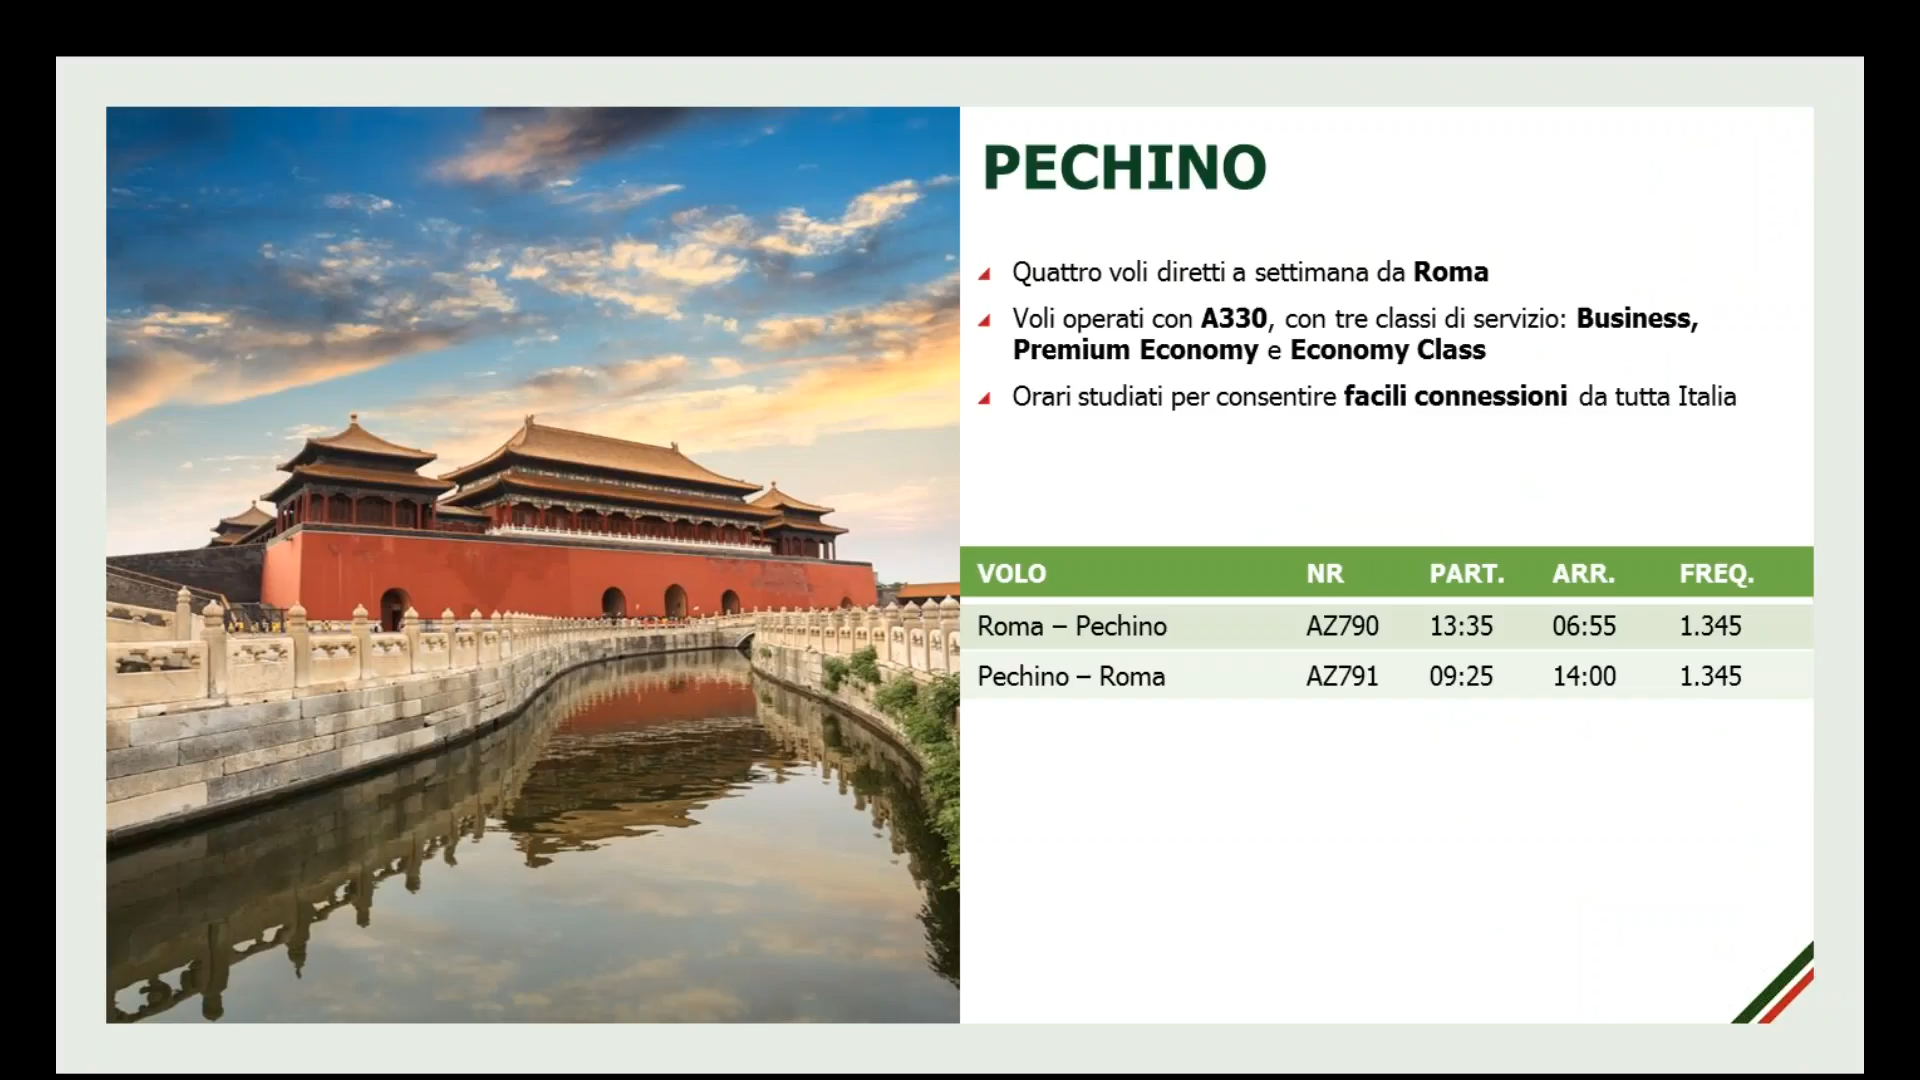 PECHINO
Quattro voli diretti a settimana da Roma
Voli operati con A330, con tre classi di servizio: Business,
Premium Economy e Economy Class
Orari studiati per consentire facili connessioni da tutta Italia
VOLO NR PART. ARR. FREQ.
Roma – Pechino AZ790 13:35 06:55 1.345
Pechino – Roma AZ791 09:25 14:00 1.345